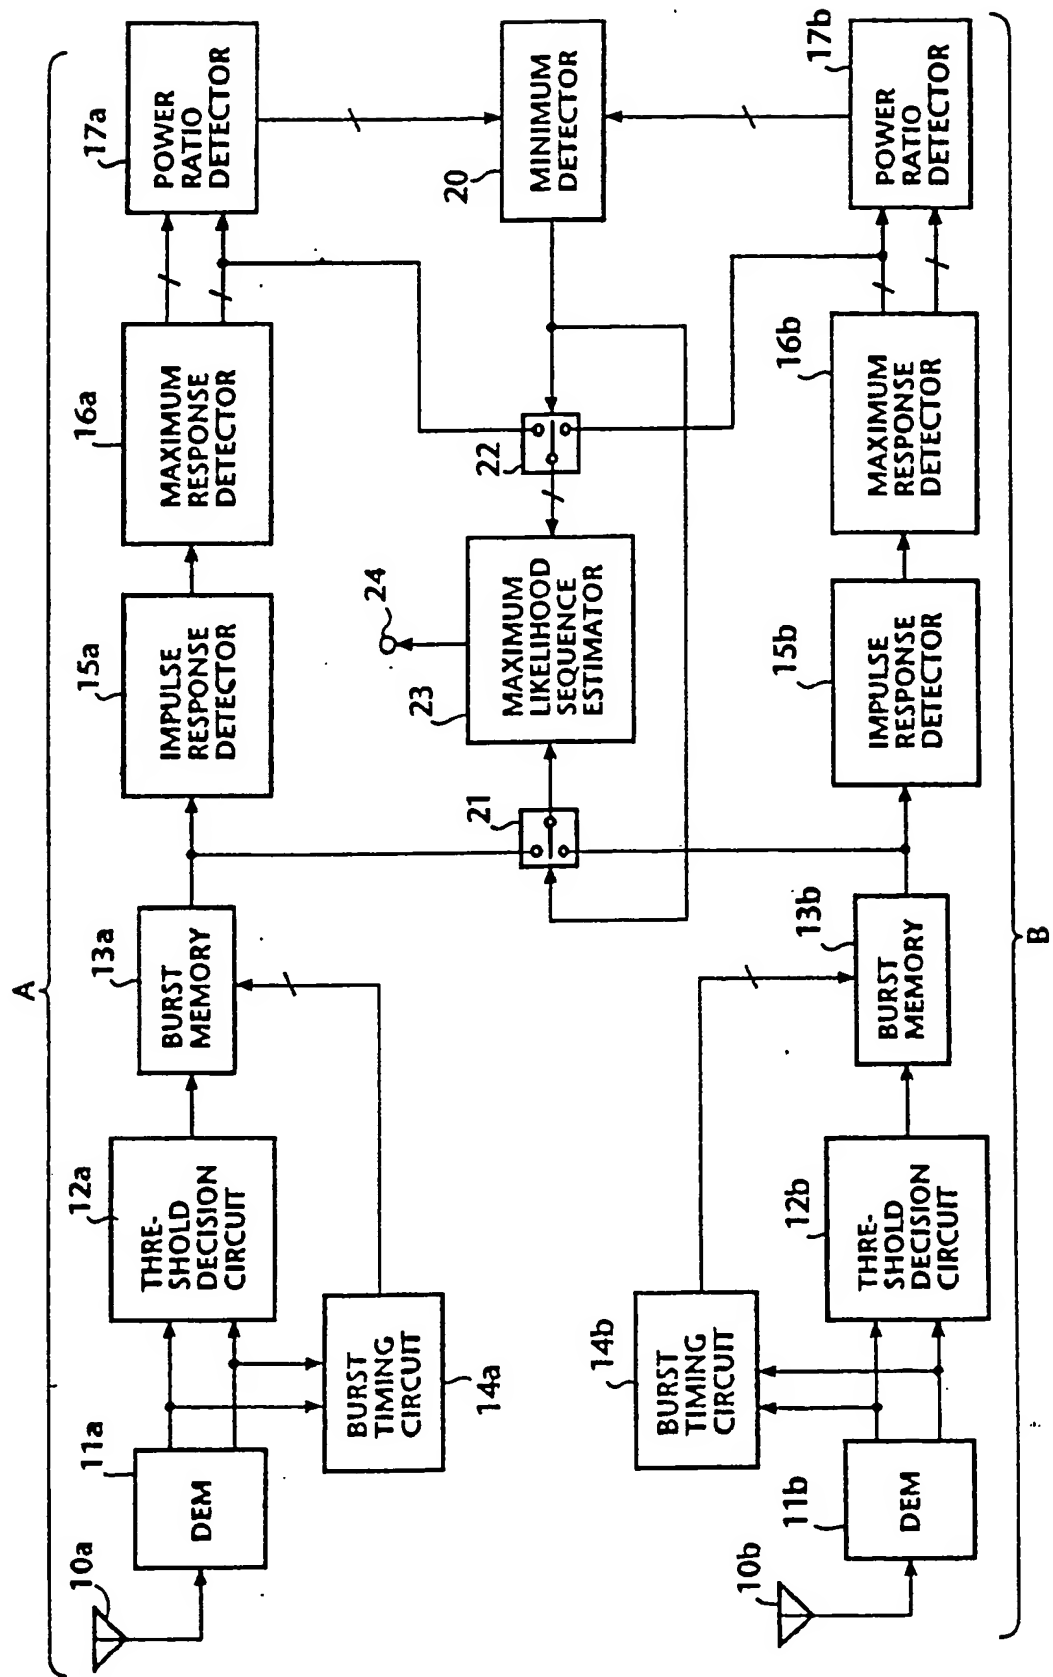 A
10a
11a
DEM
12a
THRE-
SHOLD
DECISION
CIRCUIT
14a
BURST
TIMING
CIRCUIT
13a
BURST
MEMORY
15a
IMPULSE
RESPONSE
DETECTOR
16a
MAXIMUM
RESPONSE
DETECTOR
17a
POWER
RATIO
DETECTOR
21
23
MAXIMUM
LIKELIHOOD
SEQUENCE
ESTIMATOR
24
22
20
MINIMUM
DETECTOR
10b
11b
DEM
14b
BURST
TIMING
CIRCUIT
12b
THRE-
SHOLD
DECISION
CIRCUIT
13b
BURST
MEMORY
15b
IMPULSE
RESPONSE
DETECTOR
16b
MAXIMUM
RESPONSE
DETECTOR
17b
POWER
RATIO
DETECTOR
B